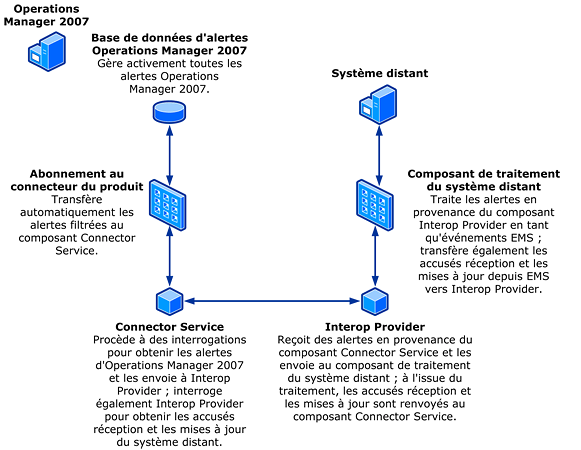 Operations
Manager 2007
Base de données d'alertes
Operations Manager 2007
Gère activement toutes les
alertes Operations
Manager 2007.
Système distant
Abonnement au
connecteur du produit
Transfère
automatiquement les
alertes filtrées au
composant Connector
Service.
Composant de traitement
du système distant
Traite les alertes en
provenance du composant
Interop Provider en tant
qu'événements EMS ;
transfère également les
accusés réception et les
mises à jour depuis EMS
vers Interop Provider.
Connector Service
Procède à des interrogations
pour obtenir les alertes
d'Operations Manager 2007
et les envoie à Interop
Provider ; interroge
également Interop Provider
pour obtenir les accusés
réception et les mises à jour
du système distant.
Interop Provider
Reçoit des alertes en provenance du
composant Connector Service et les
envoie au composant de traitement
du système distant ; à l'issue du
traitement, les accusés réception et
les mises à jour sont renvoyés au
composant Connector Service.